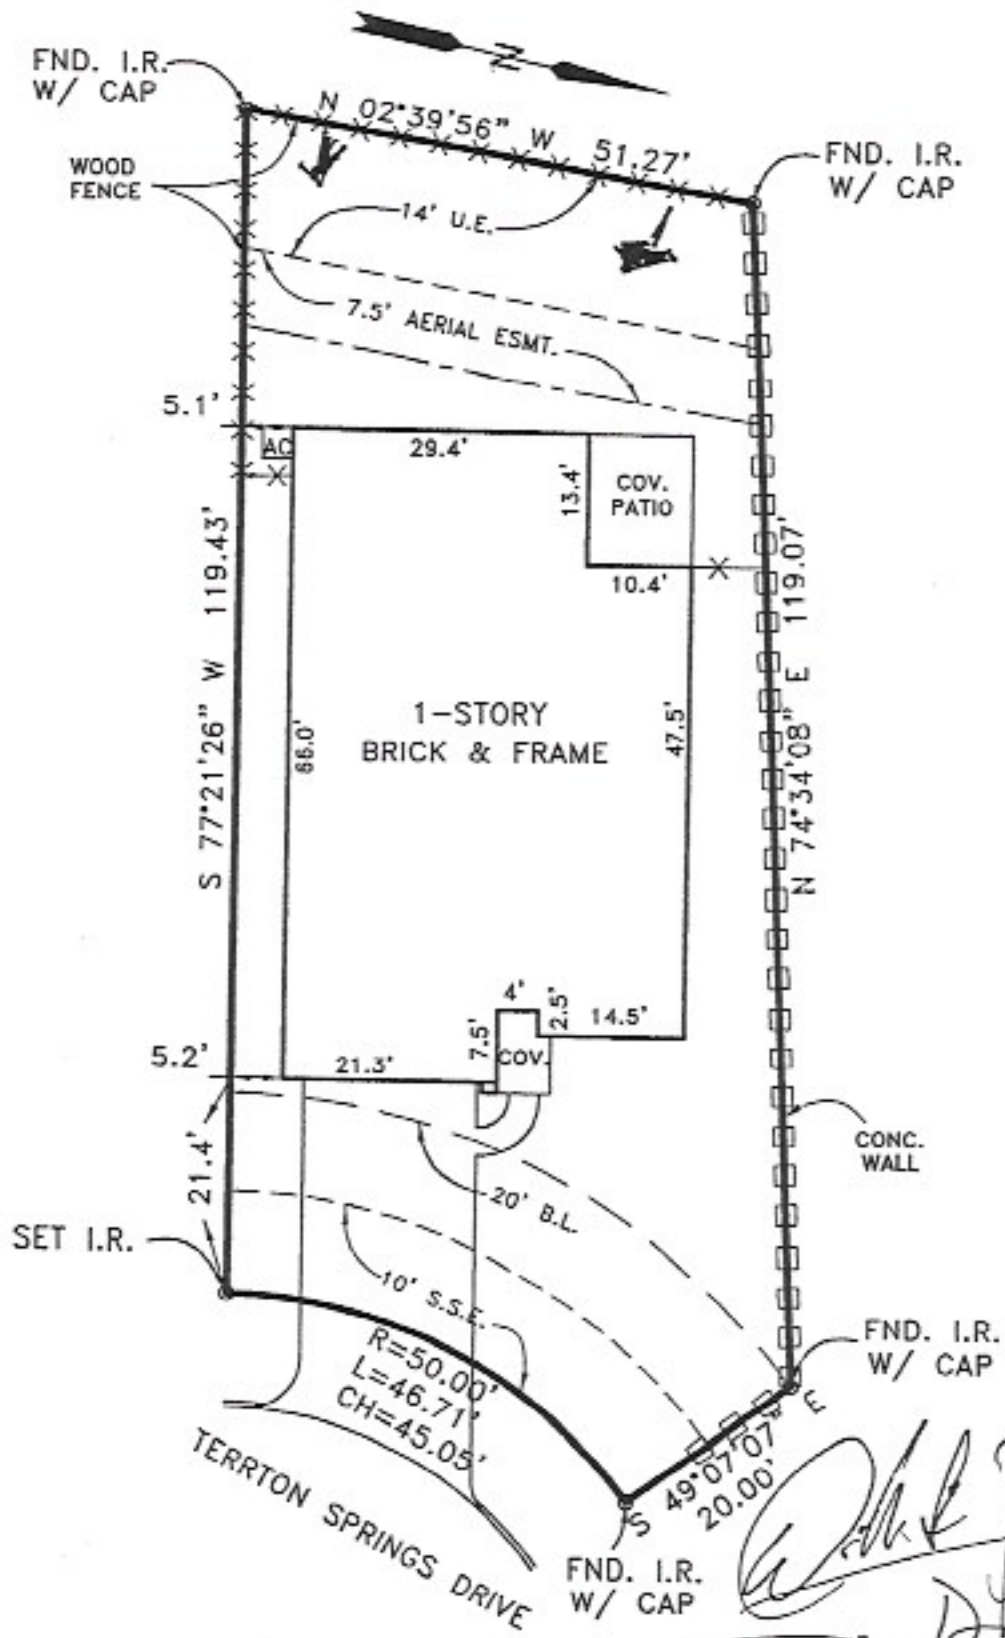 N
FND. I.R.
W/ CAP
N 02°39'56" W 51.27'
FND. I.R.
W/ CAP
WOOD
FENCE
14' U.E.
7.5' AERIAL ESMT.
5.1'
AC
29.4'
13.4'
COV.
PATIO
10.4'
S 77°21'26" W 119.43'
N 74°34'08" E 119.07'
66.0'
1-STORY
BRICK & FRAME
47.5'
4'
2.5'
14.5'
7.5'
COV.
5.2'
21.3'
CONC.
WALL
21.4'
20' B.L.
SET I.R.
10' S.S.E.
R=50.00'
L=46.71'
CH=45.05'
FND. I.R.
W/ CAP
S 49°07'07" E
20.00'
TERRTON SPRINGS DRIVE
FND. I.R.
W/ CAP